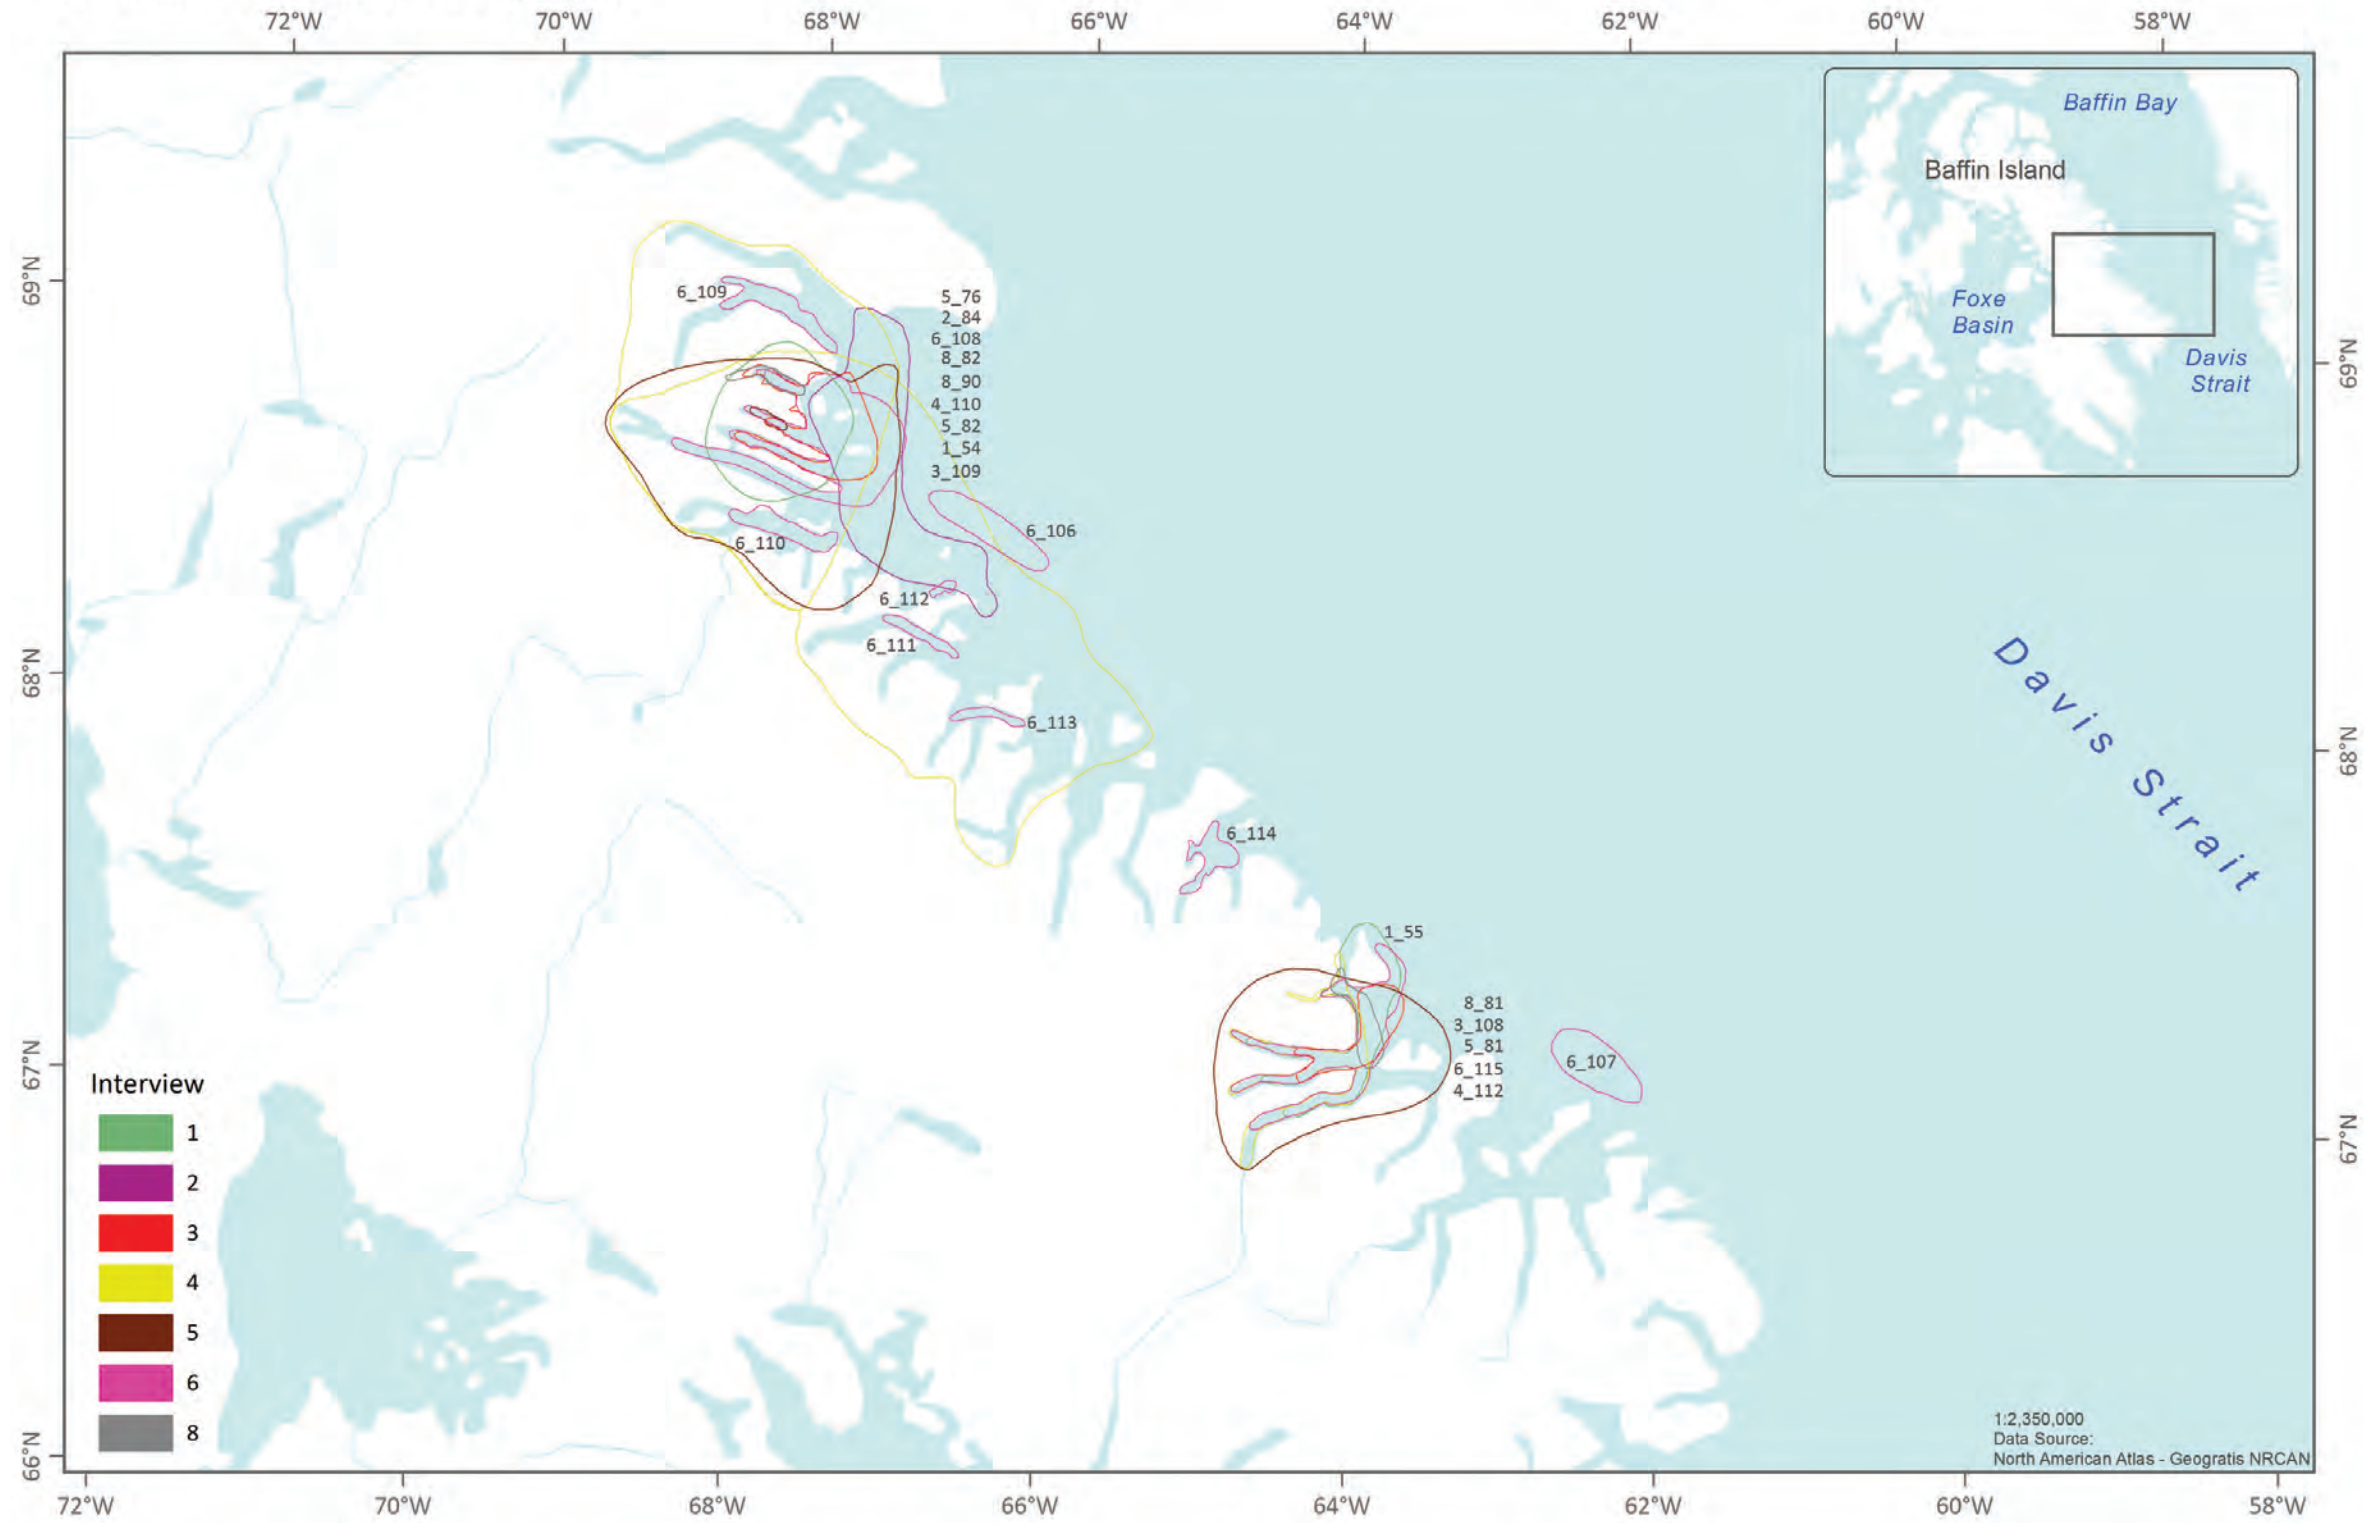 72°W 70°W 68°W 66°W 64°W 62°W 60°W 58°W
Baffin Bay
Baffin Island
Foxe
Basin
Davis
Strait
69°N
69°N
6_109
5_76
2_84
6_108
8_82
8_90
4_110
5_82
1_54
3_109
6_106
6_110
6_112
6_111
68°N
68°N
6_113
Davis Strait
6_114
1_55
8_81
3_108
5_81
6_115
4_112
6_107
67°N
67°N
Interview
1
2
3
4
5
6
8
66°N
1:2,350,000
Data Source:
North American Atlas - Geogratis NRCAN
72°W 70°W 68°W 66°W 64°W 62°W 60°W 58°W